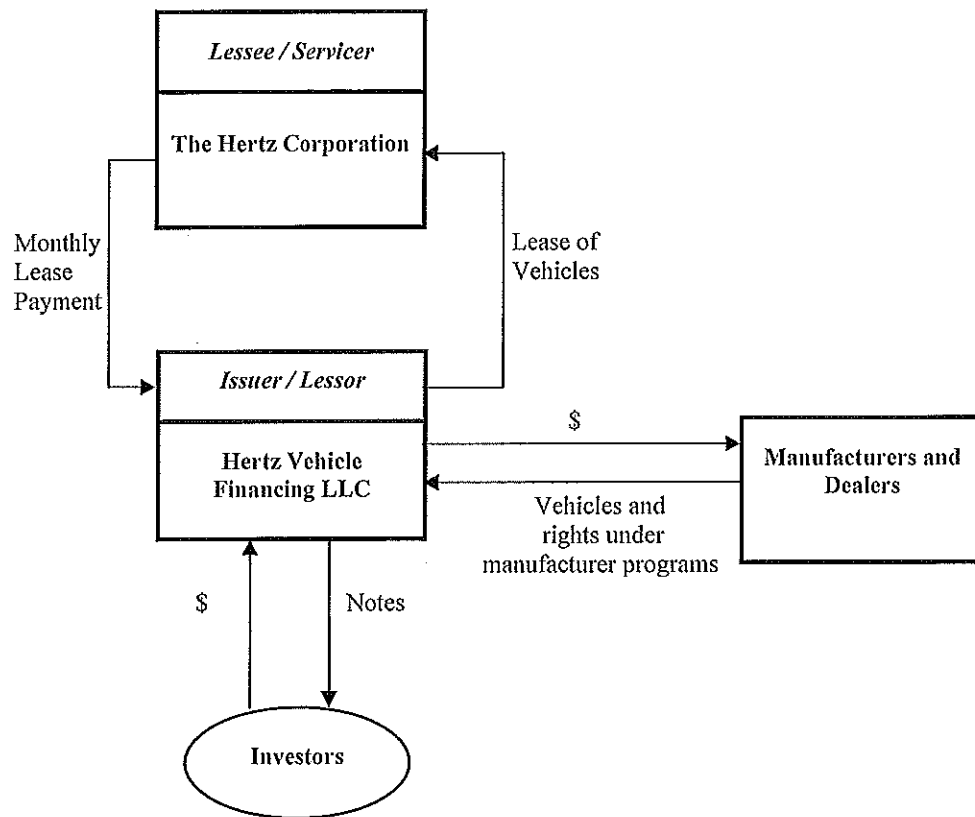 Lessee / Servicer
The Hertz Corporation
Monthly
Lease
Payment
Lease of
Vehicles
Issuer / Lessor
Hertz Vehicle
Financing LLC
$
Manufacturers and
Dealers
Vehicles and
rights under
manufacturer programs
$
Notes
Investors